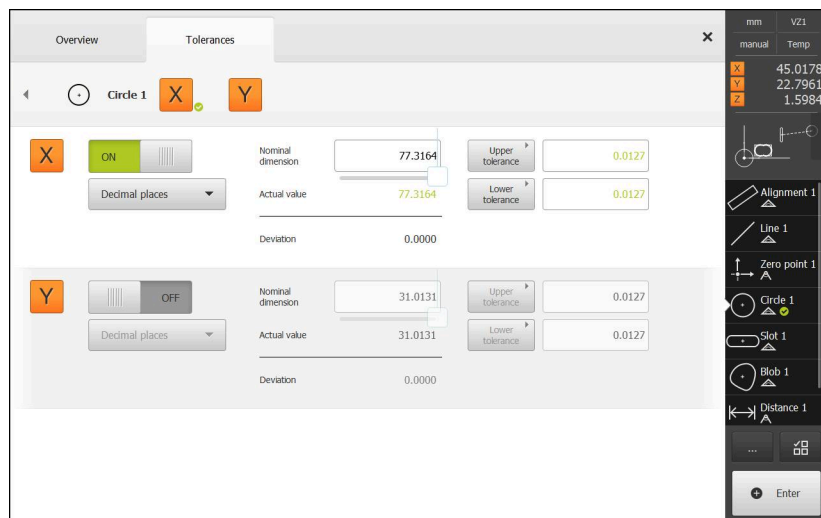 Overview
Tolerances
×
Circle 1
X
Y
X
ON
Nominal
dimension
77.3164
Upper
tolerance
0.0127
Decimal places
Actual value
77.3164
Lower
tolerance
0.0127
Deviation
0.0000
Y
OFF
Nominal
dimension
31.0131
Upper
tolerance
0.0127
Decimal places
Actual value
31.0131
Lower
tolerance
0.0127
Deviation
0.0000
mm
VZ1
manual
Temp
X 45.0178
Y 22.7961
Z 1.5984
Alignment 1
Line 1
Zero point 1
Circle 1
Slot 1
Blob 1
Distance 1
...
Enter